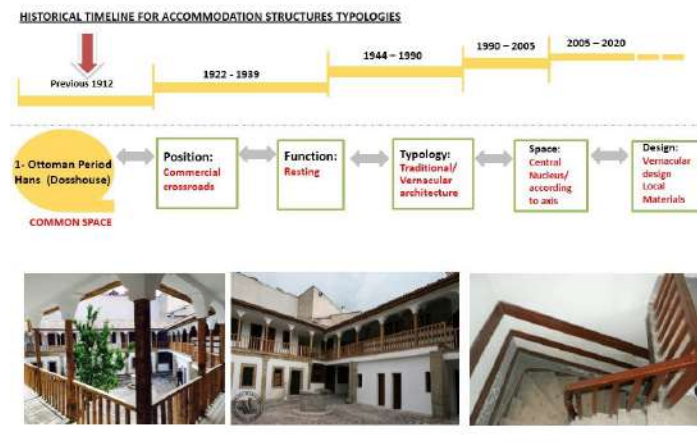 HISTORICAL TIMELINE FOR ACCOMMODATION STRUCTURES TYPOLOGIES
Previous 1912
1922 - 1939
1944 – 1990
1990 – 2005
2005 – 2020
1- Ottoman Period
Hans (Dosshouse)
COMMON SPACE
Position:
Commercial
crossroads
Function:
Resting
Typology:
Traditional/
Vernacular
architecture
Space:
Central
Nucleus/
according
to axis
Design:
Vernacular
design
Local
Materials